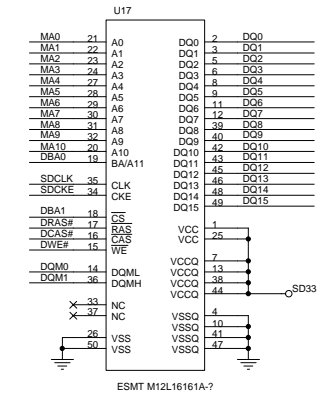 U17
MA0 21 A0 DQ0 2 DQ0
MA1 22 A1 DQ1 3 DQ1
MA2 23 A2 DQ2 5 DQ2
MA3 24 A3 DQ3 6 DQ3
MA4 27 A4 DQ4 8 DQ4
MA5 28 A5 DQ5 9 DQ5
MA6 29 A6 DQ6 11 DQ6
MA7 30 A7 DQ7 12 DQ7
MA8 31 A8 DQ8 39 DQ8
MA9 32 A9 DQ9 40 DQ9
MA10 20 A10 DQ10 42 DQ10
DBA0 19 BA/A11 DQ11 43 DQ11
DQ12 45 DQ12
SDCLK 35 CLK DQ13 46 DQ13
SDCKE 34 CKE DQ14 48 DQ14
DQ15 49 DQ15
DBA1 18 CS
DRAS# 17 RAS VCC 1
DCAS# 16 CAS VCC 25
DWE# 15 WE
VCCQ 7
DQM0 14 DQML VCCQ 13
DQM1 36 DQMH VCCQ 38
VCCQ 44 SD33
33 NC
37 NC VSSQ 4
VSSQ 10
26 VSS VSSQ 41
50 VSS VSSQ 47
ESMT M12L16161A-?